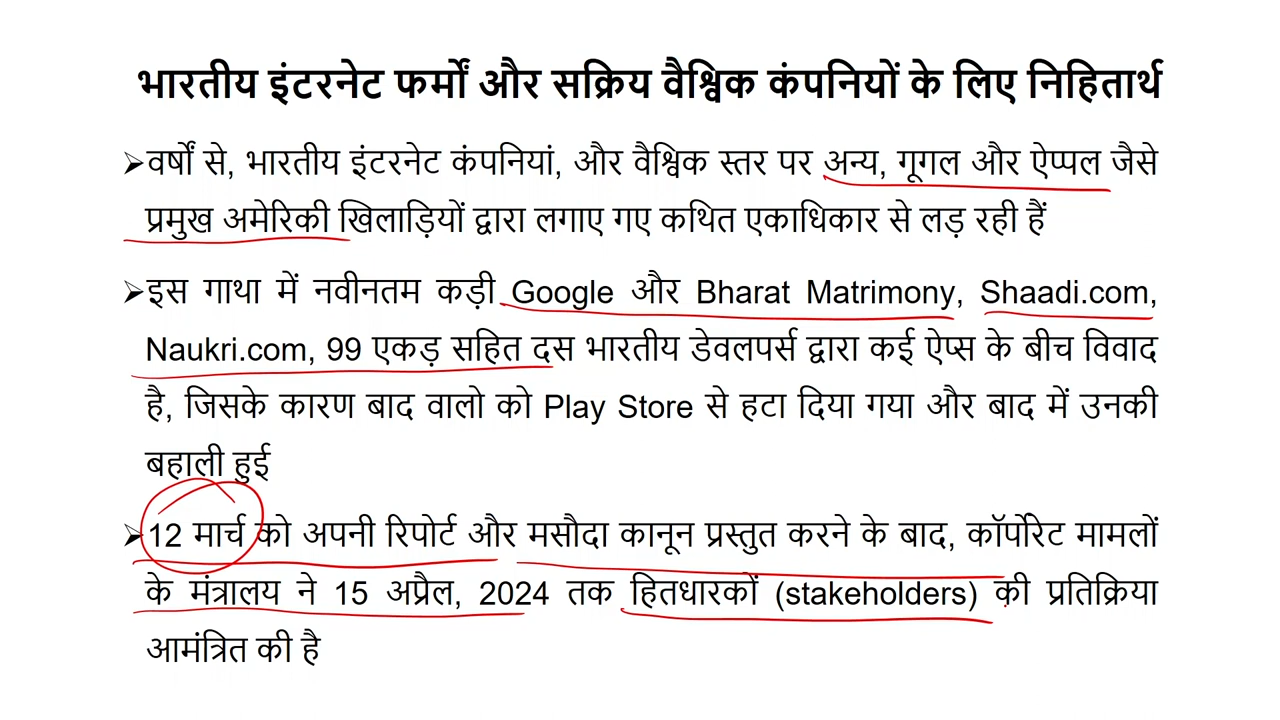 भारतीय इंटरनेट फर्मों और सक्रिय वैश्विक कंपनियों के लिए निहितार्थ
➢वर्षों से, भारतीय इंटरनेट कंपनियां, और वैश्विक स्तर पर अन्य, गूगल और ऐप्पल जैसे
प्रमुख अमेरिकी खिलाड़ियों द्वारा लगाए गए कथित एकाधिकार से लड़ रही हैं
➢इस गाथा में नवीनतम कड़ी Google और Bharat Matrimony, Shaadi.com,
Naukri.com, 99 एकड़ सहित दस भारतीय डेवलपर्स द्वारा कई ऐप्स के बीच विवाद
है, जिसके कारण बाद वालो को Play Store से हटा दिया गया और बाद में उनकी
बहाली हुई
➢12 मार्च को अपनी रिपोर्ट और मसौदा कानून प्रस्तुत करने के बाद, कॉर्पोरेट मामलों
के मंत्रालय ने 15 अप्रैल, 2024 तक हितधारकों (stakeholders) की प्रतिक्रिया
आमंत्रित की है